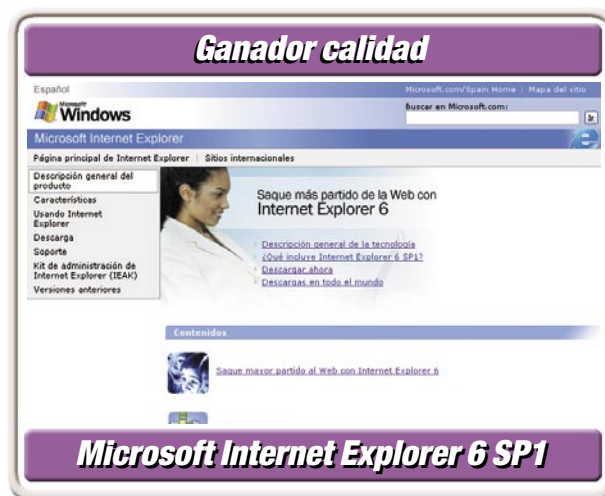 Ganador calidad
Español
Microsoft.com/Spain Home | Mapa del sitio
Microsoft
Windows
Buscar en Microsoft.com:
Ir
Microsoft Internet Explorer
Página principal de Internet Explorer | Sitios internacionales
Descripción general del
producto
Características
Usando Internet
Explorer
Descarga
Soporte
Kit de administración de
Internet Explorer (IEAK)
Versiones anteriores
Saque más partido de la Web con
Internet Explorer 6
Descripción general de la tecnología
¿Qué incluye Internet Explorer 6 SP1?
Descargar ahora
Descargas en todo el mundo
Contenidos
Saque mayor partido al Web con Internet Explorer 6
Microsoft Internet Explorer 6 SP1